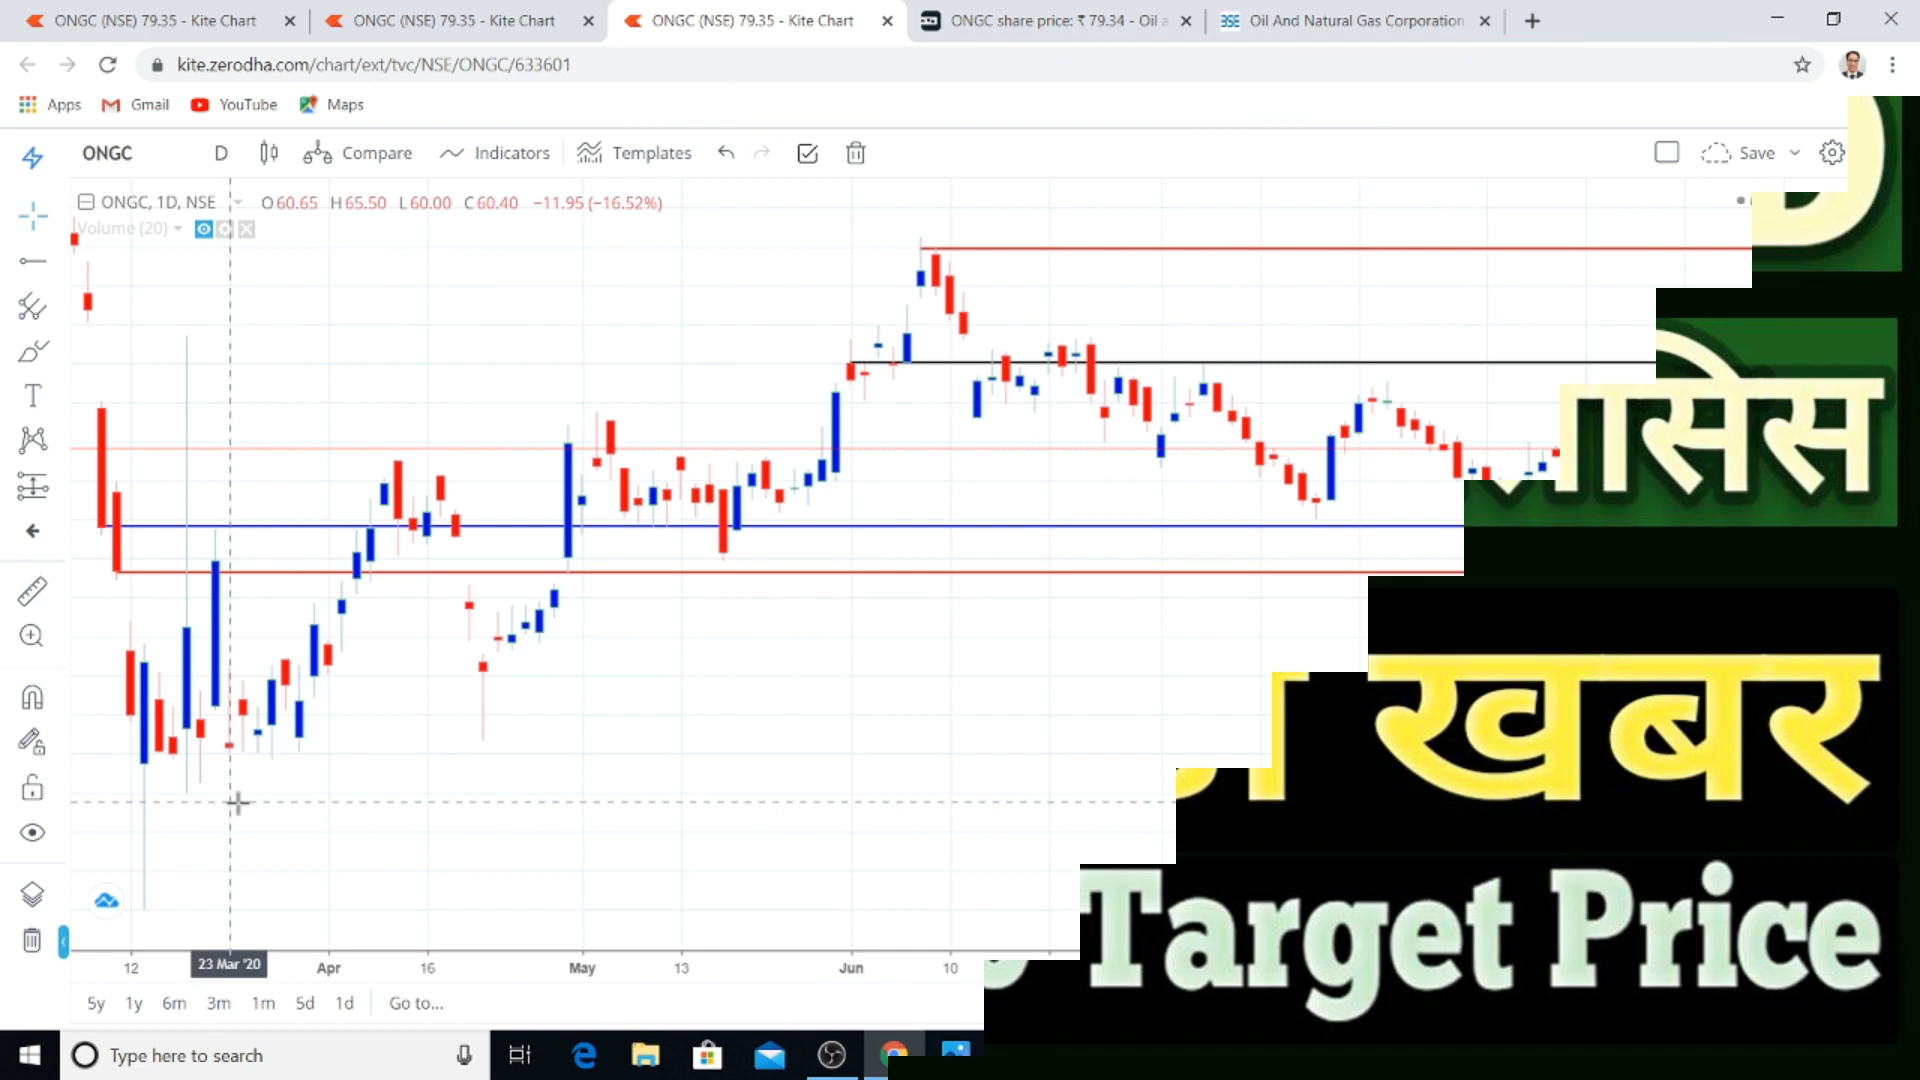 ONGC (NSE) 79.35 - Kite Chart
ONGC (NSE) 79.35 - Kite Chart
ONGC (NSE) 79.35 - Kite Chart
ONGC share price: ₹ 79.34 - Oil a
Oil And Natural Gas Corporation
kite.zerodha.com/chart/ext/tvc/NSE/ONGC/633601
Apps Gmail YouTube Maps
ONGC D Compare Indicators Templates Save
ONGC, 1D, NSE O60.65 H65.50 L60.00 C60.40 −11.95 (−16.52%)
Volume (20)
खबर
Target Price
12 23 Mar '20 Apr 16 May 13 Jun 10
5y 1y 6m 3m 1m 5d 1d Go to...
Type here to search